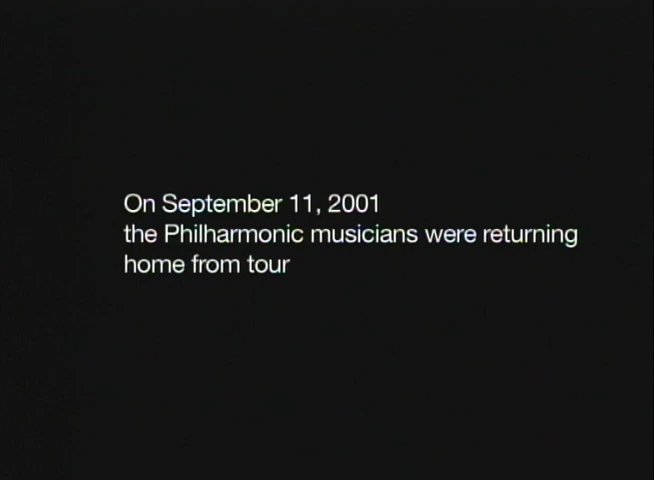 On September 11, 2001
the Philharmonic musicians were returning
home from tour